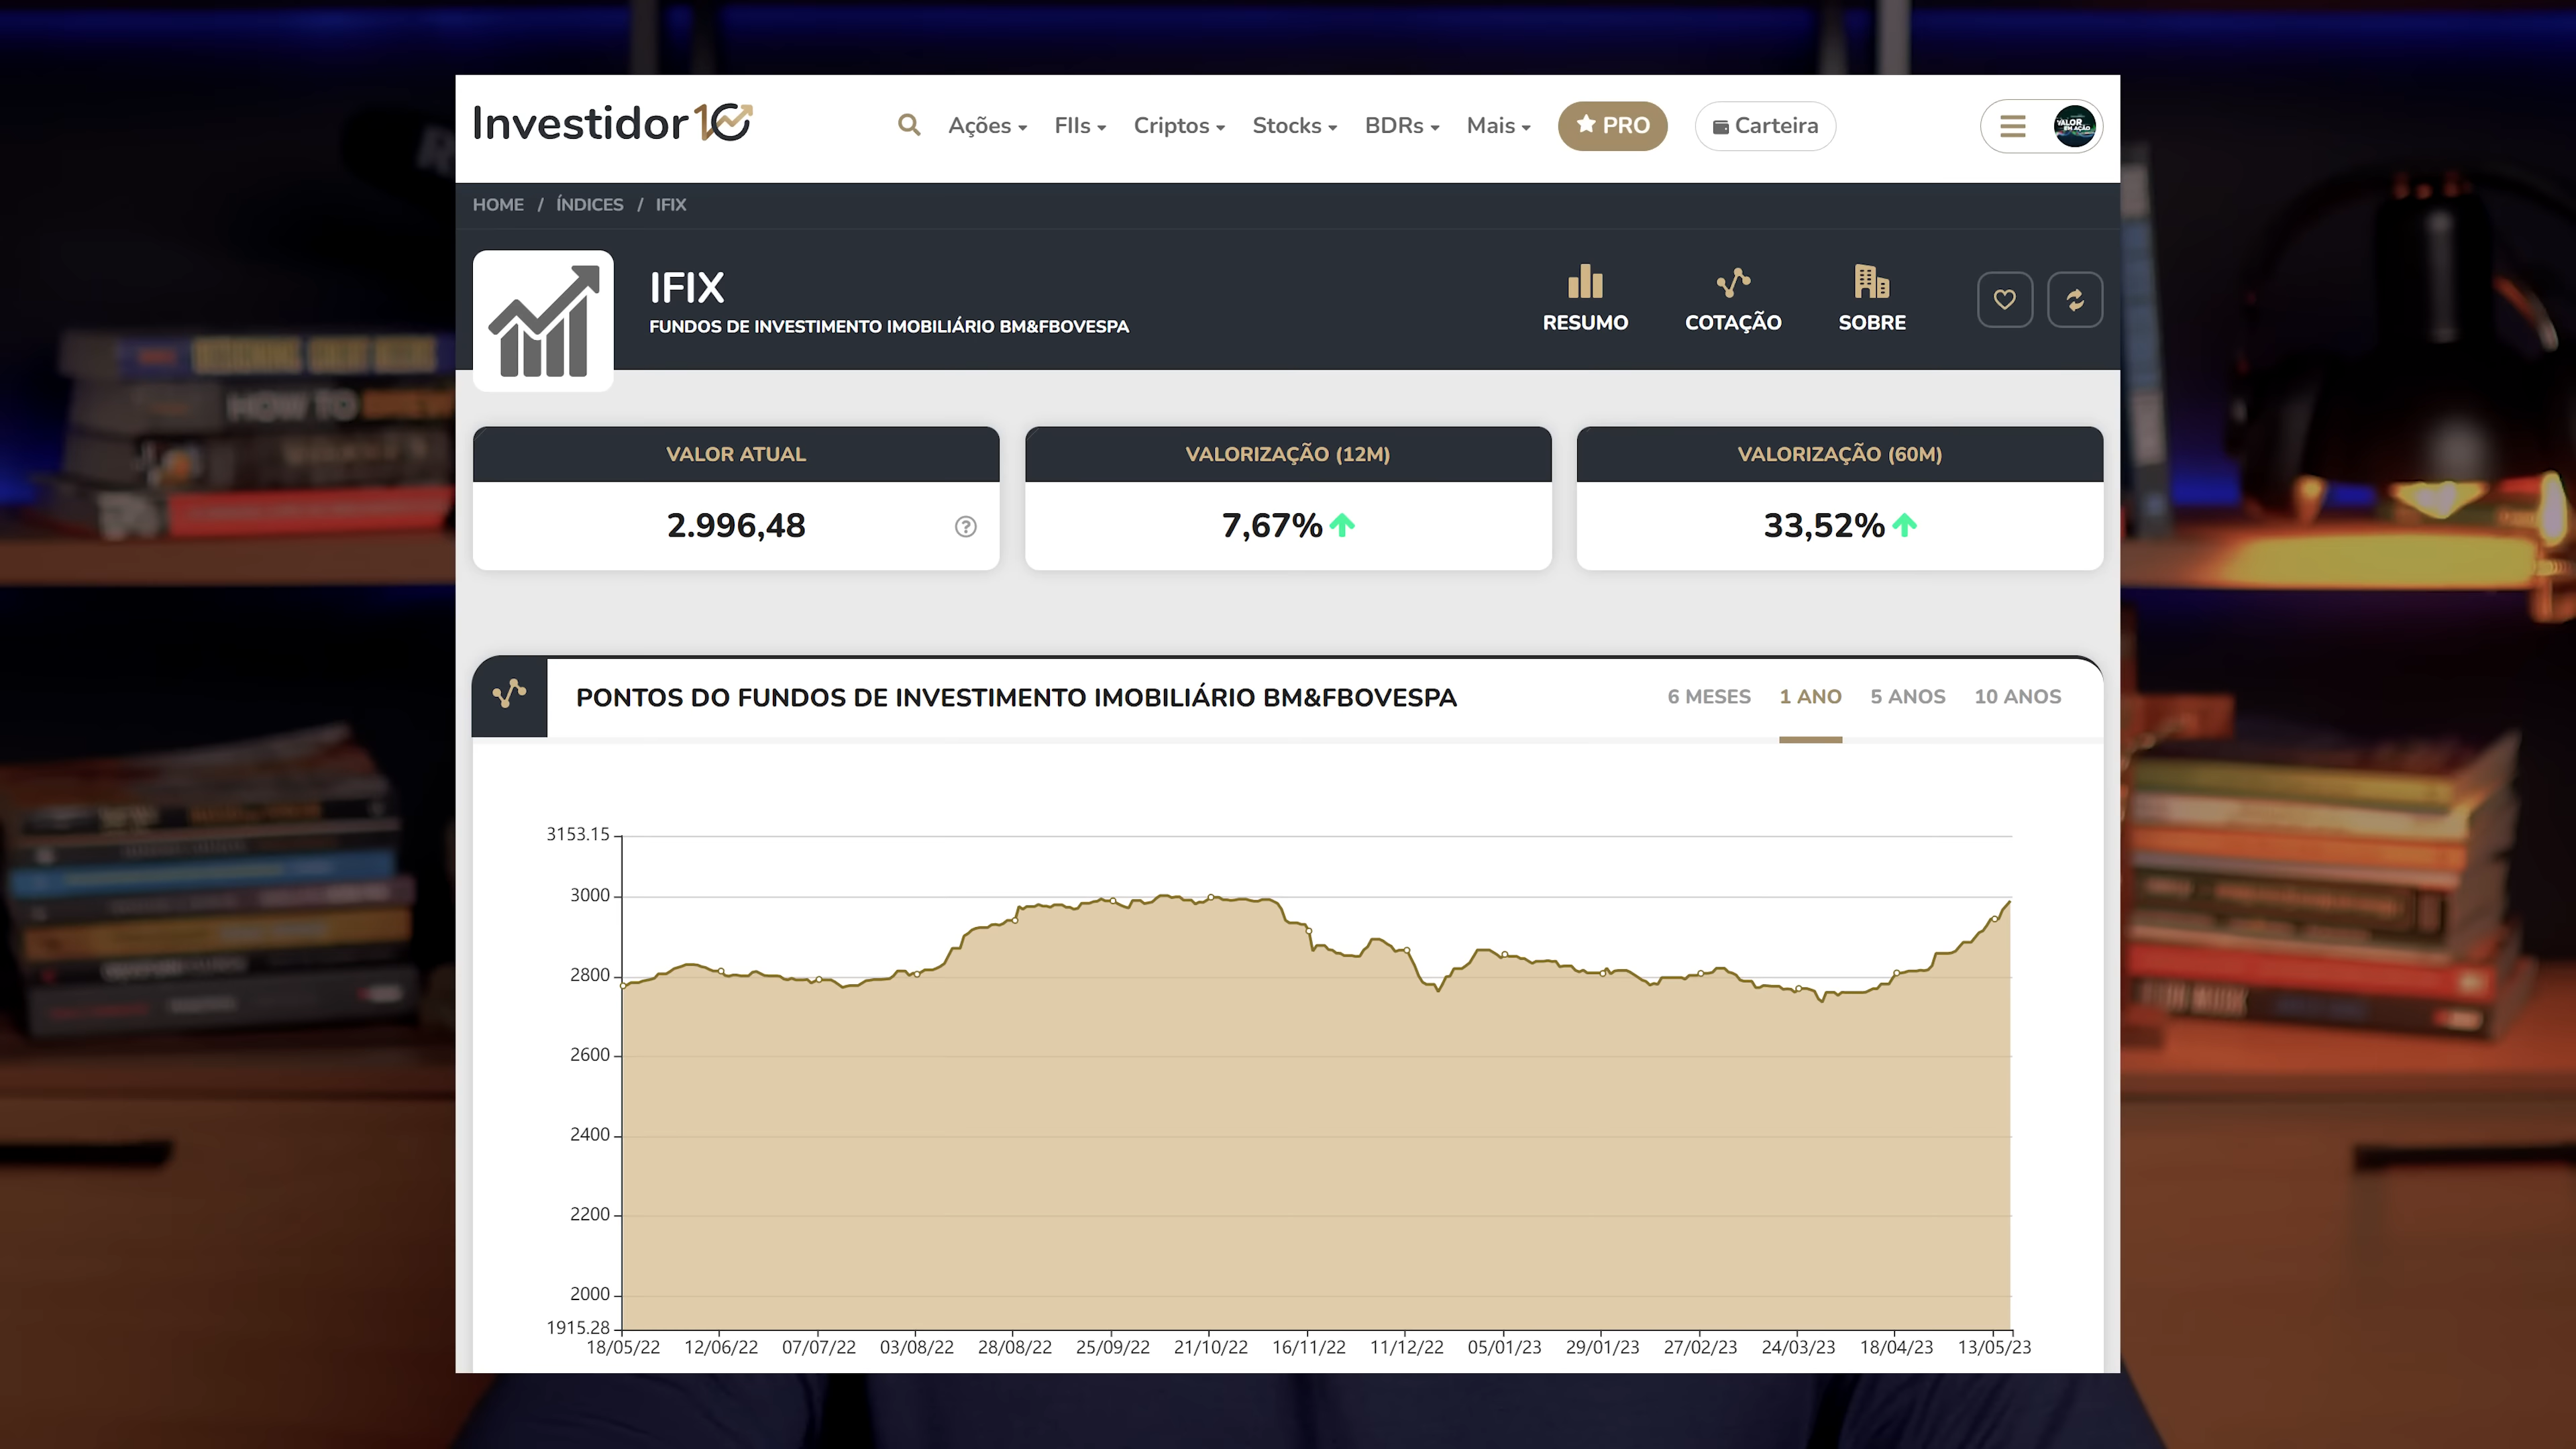 Investidor10
Ações FIIs Criptos Stocks BDRs Mais PRO Carteira
VALOR EM AÇÃO
HOME / ÍNDICES / IFIX
IFIX
FUNDOS DE INVESTIMENTO IMOBILIÁRIO BM&FBOVESPA
RESUMO COTAÇÃO SOBRE
VALOR ATUAL VALORIZAÇÃO (12M) VALORIZAÇÃO (60M)
2.996,48 7,67% 33,52%
PONTOS DO FUNDOS DE INVESTIMENTO IMOBILIÁRIO BM&FBOVESPA
6 MESES 1 ANO 5 ANOS 10 ANOS
3153.15
3000
2800
2600
2400
2200
2000
1915.28
18/05/22 12/06/22 07/07/22 03/08/22 28/08/22 25/09/22 21/10/22 16/11/22 11/12/22 05/01/23 29/01/23 27/02/23 24/03/23 18/04/23 13/05/23
HOW TO